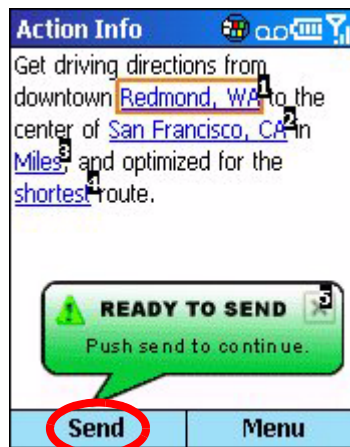 Action Info
Get driving directions from
downtown Redmond, WA 1 to the
center of San Francisco, CA 2 in
Miles 3, and optimized for the
shortest 4 route.
5
READY TO SEND
Push send to continue.
Send Menu